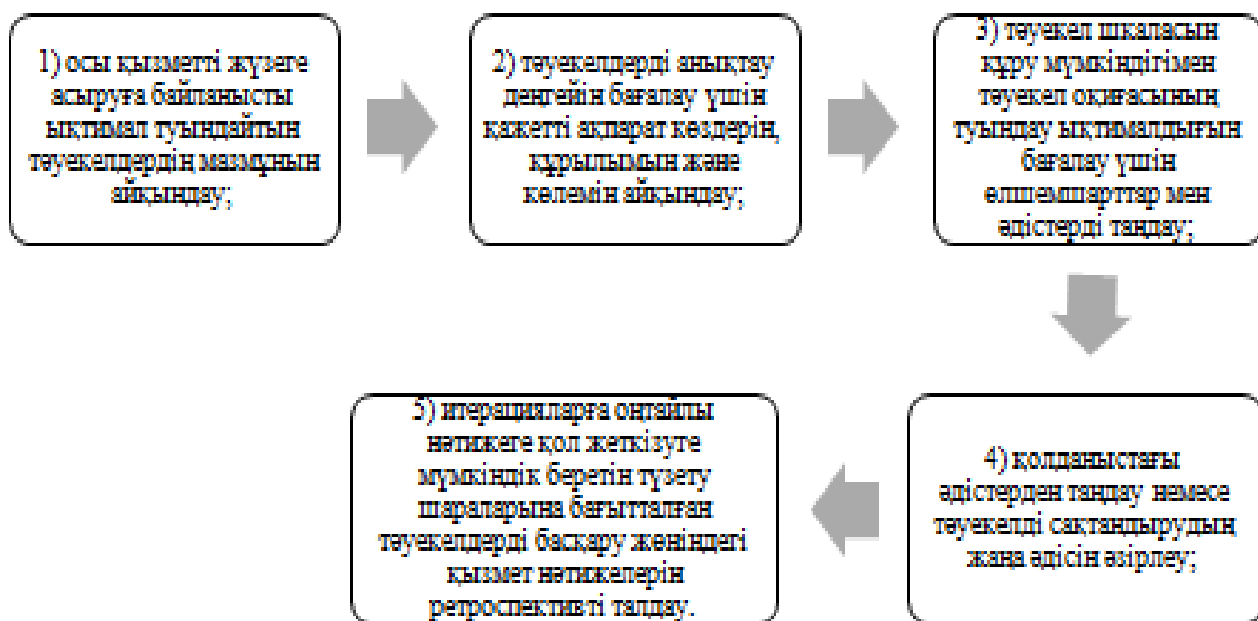 1) осы қызметті жүзеге
асыруға байланысты
ықтимал туындайтын
тәуекелдердің мазмұнын
айқындау;
2) тәуекелдерді анықтау
деңгейін бағалау үшін
қажетті ақпарат көздерін,
құрылымын және
көлемін айқындау;
3) тәуекел шкаласын
құру мүмкіндігімен
тәуекел оқиғасының
туындау ықтималдығын
бағалау үшін
өлшемшарттар мен
әдістерді таңдау;
4) қолданыстағы
әдістерден таңдау немесе
тәуекелді сақтандырудың
жаңа әдісін әзірлеу;
5) итерацияларға оңтайлы
нәтижеге қол жеткізуге
мүмкіндік беретін түзету
шараларына бағытталған
тәуекелдерді басқару жөніндегі
қызмет нәтижелерін
ретроспективті талдау.